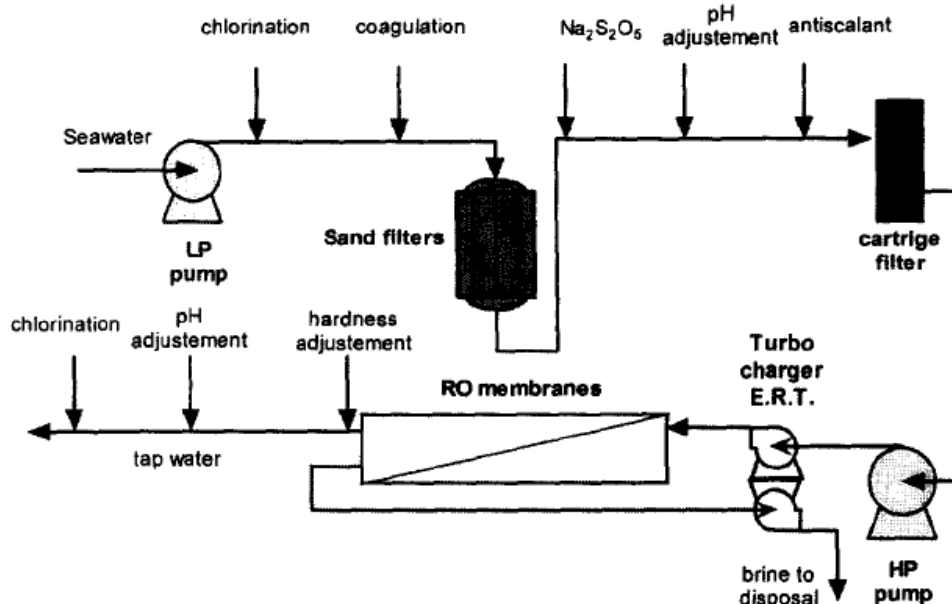 chlorination
coagulation
Na2S2O5
pH
adjustement
antiscalant
Seawater
LP
pump
Sand filters
cartrige
filter
chlorination
pH
adjustement
hardness
adjustement
RO membranes
Turbo
charger
E.R.T.
tap water
brine to
disposal
HP
pump